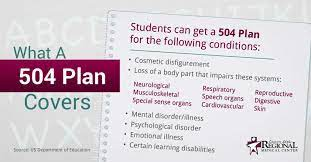 What A
504 Plan
Covers
Source: US Department of Education
Students can get a 504 Plan
for the following conditions:
• Cosmetic disfigurement
• Loss of a body part that impairs these systems:
Neurological Respiratory Reproductive
Musculoskeletal Speech organs Digestive
Special sense organs Cardiovascular Skin
• Mental disorder/illness
• Psychological disorder
• Emotional illness
• Certain learning disabilities
REGIONAL
MEDICAL CENTER